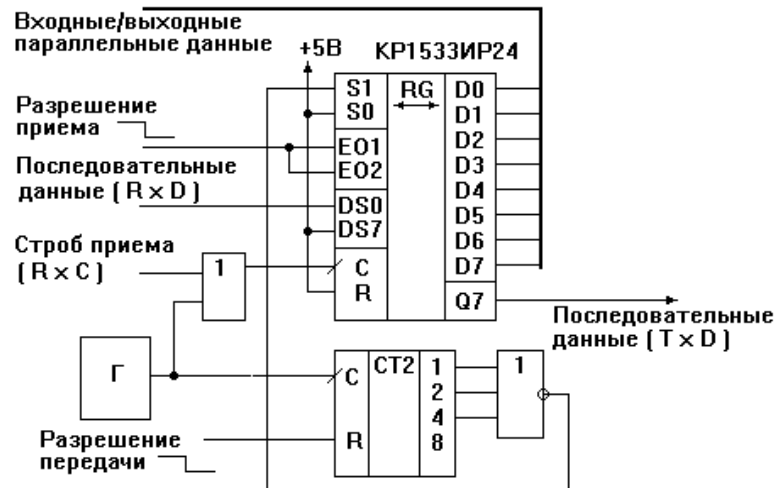 Входные/выходные
параллельные данные
+5В
КР1533ИР24
Разрешение
приема
Последовательные
данные ( R x D )
Строб приема
( R x C )
S1
S0
EO1
EO2
DS0
DS7
C
R
RG
D0
D1
D2
D3
D4
D5
D6
D7
Q7
1
Последовательные
данные ( T x D )
Г
C
R
CT2
1
2
4
8
1
Разрешение
передачи